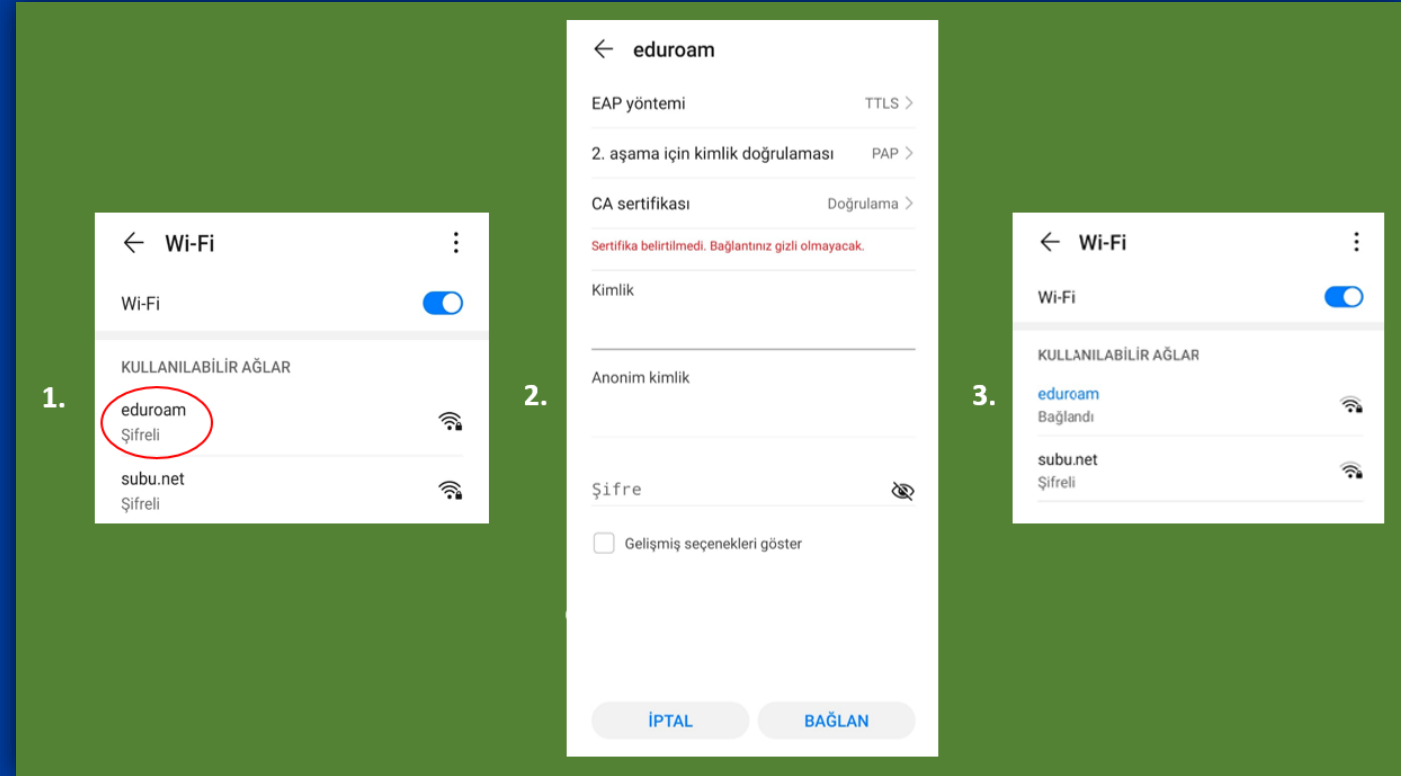 1.
Wi-Fi
Wi-Fi
KULLANILABİLİR AĞLAR
eduroam
Şifreli
subu.net
Şifreli
2.
eduroam
EAP yöntemi TTLS
2. aşama için kimlik doğrulaması PAP
CA sertifikası Doğrulama
Sertifika belirtilmedi. Bağlantınız gizli olmayacak.
Kimlik
Anonim kimlik
Şifre
Gelişmiş seçenekleri göster
İPTAL BAĞLAN
3.
Wi-Fi
Wi-Fi
KULLANILABİLİR AĞLAR
eduroam
Bağlandı
subu.net
Şifreli